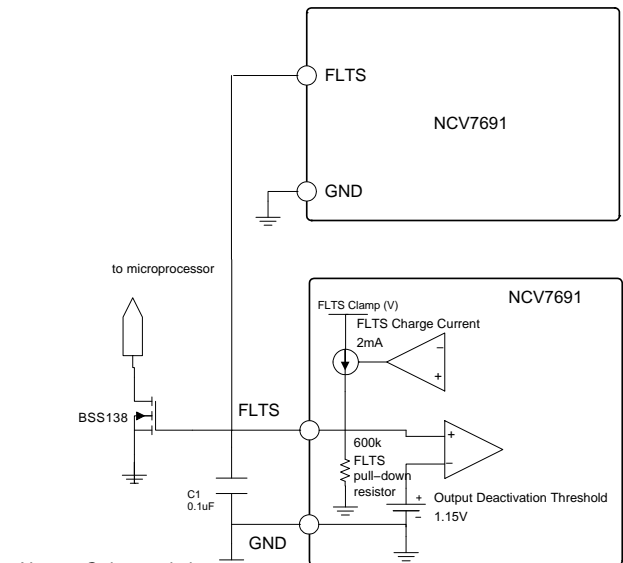 FLTS
NCV7691
GND
to microprocessor
NCV7691
FLTS Clamp (V)
FLTS Charge Current
2mA
−
+
BSS138
FLTS
+
−
600k
FLTS
pull−down
resistor
C1
0.1uF
+
Output Deactivation Threshold
−
1.15V
GND